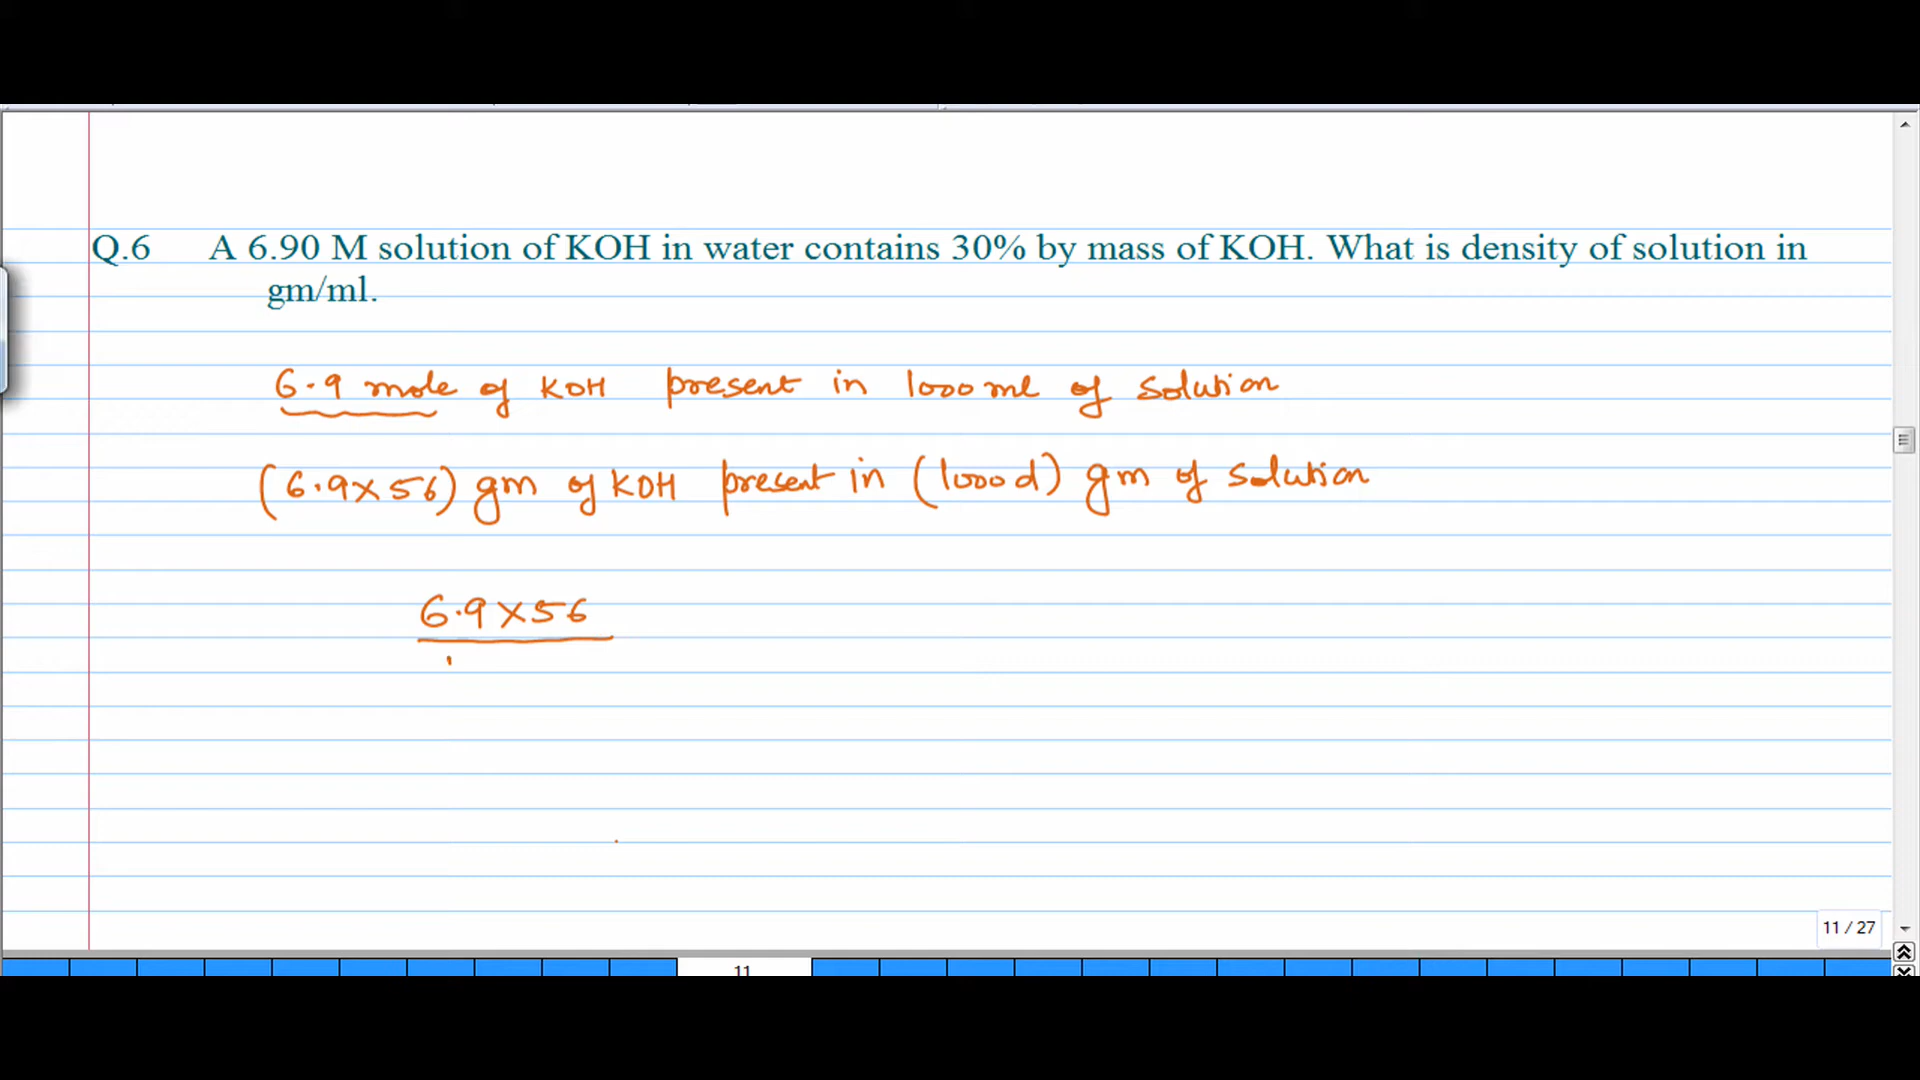 Q.6 A 6.90 M solution of KOH in water contains 30% by mass of KOH. What is density of solution in
gm/ml.
6.9 mole of KOH present in 1000 ml of solution
(6.9×56) gm of KOH present in (1000d) gm of solution
6.9×56
11 / 27
11